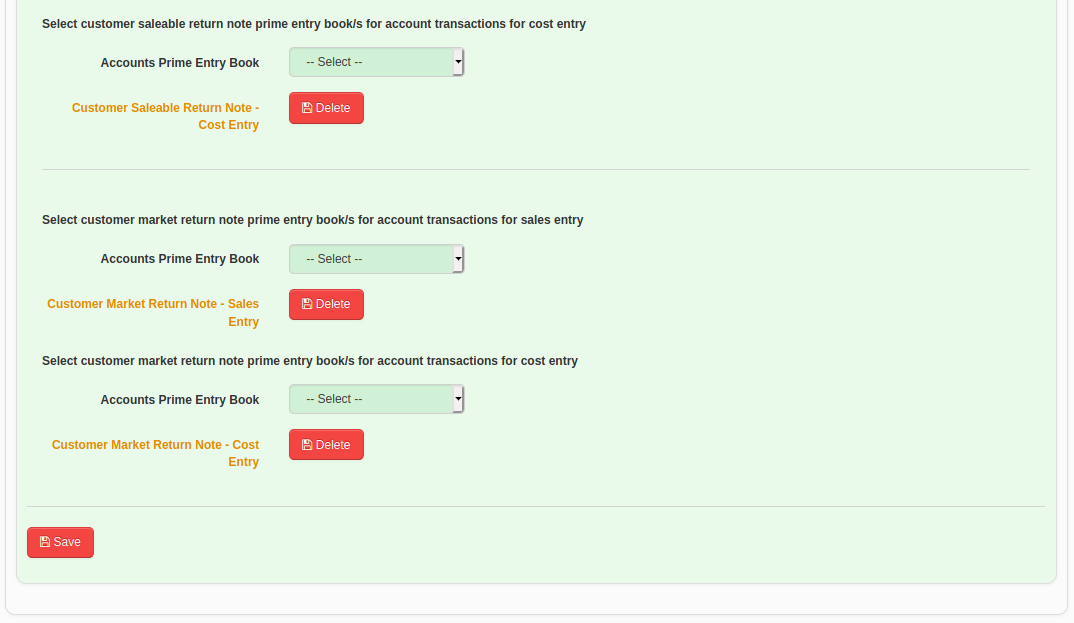 Select customer saleable return note prime entry book/s for account transactions for cost entry
Accounts Prime Entry Book
-- Select --
Customer Saleable Return Note -
Cost Entry
Delete
Select customer market return note prime entry book/s for account transactions for sales entry
Accounts Prime Entry Book
-- Select --
Customer Market Return Note - Sales
Entry
Delete
Select customer market return note prime entry book/s for account transactions for cost entry
Accounts Prime Entry Book
-- Select --
Customer Market Return Note - Cost
Entry
Delete
Save